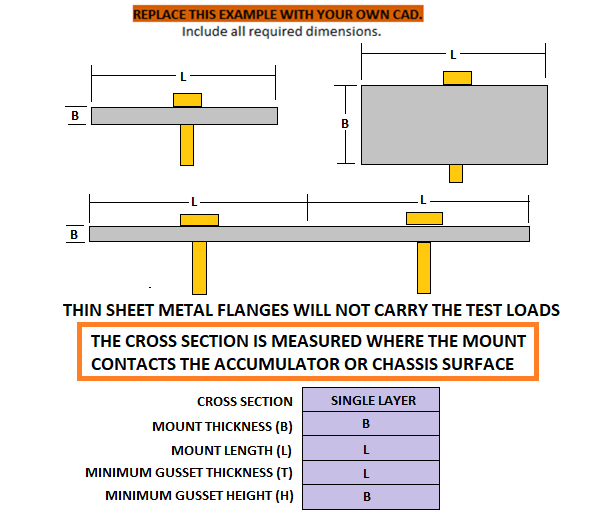 REPLACE THIS EXAMPLE WITH YOUR OWN CAD.
Include all required dimensions.
L
L
B
B
L
L
B
THIN SHEET METAL FLANGES WILL NOT CARRY THE TEST LOADS
THE CROSS SECTION IS MEASURED WHERE THE MOUNT
CONTACTS THE ACCUMULATOR OR CHASSIS SURFACE
CROSS SECTION SINGLE LAYER
MOUNT THICKNESS (B) B
MOUNT LENGTH (L) L
MINIMUM GUSSET THICKNESS (T) L
MINIMUM GUSSET HEIGHT (H) B